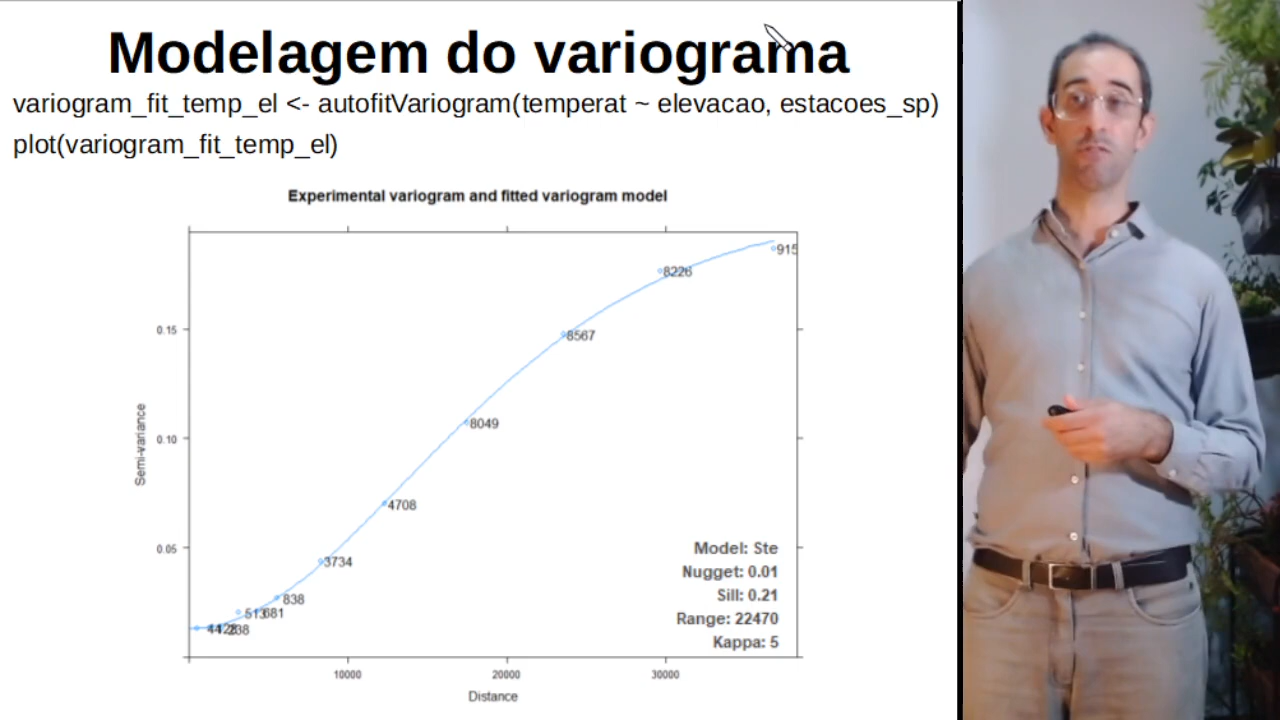 Modelagem do variograma
variogram_fit_temp_el <- autofitVariogram(temperat ~ elevacao, estacoes_sp)
plot(variogram_fit_temp_el)
Experimental variogram and fitted variogram model
915
8226
0.15
8567
Semi-variance
0.10
8049
4708
0.05
3734
Model: Ste
Nugget: 0.01
838
Sill: 0.21
513
681
Range: 22470
Kappa: 5
10000
20000
30000
Distance